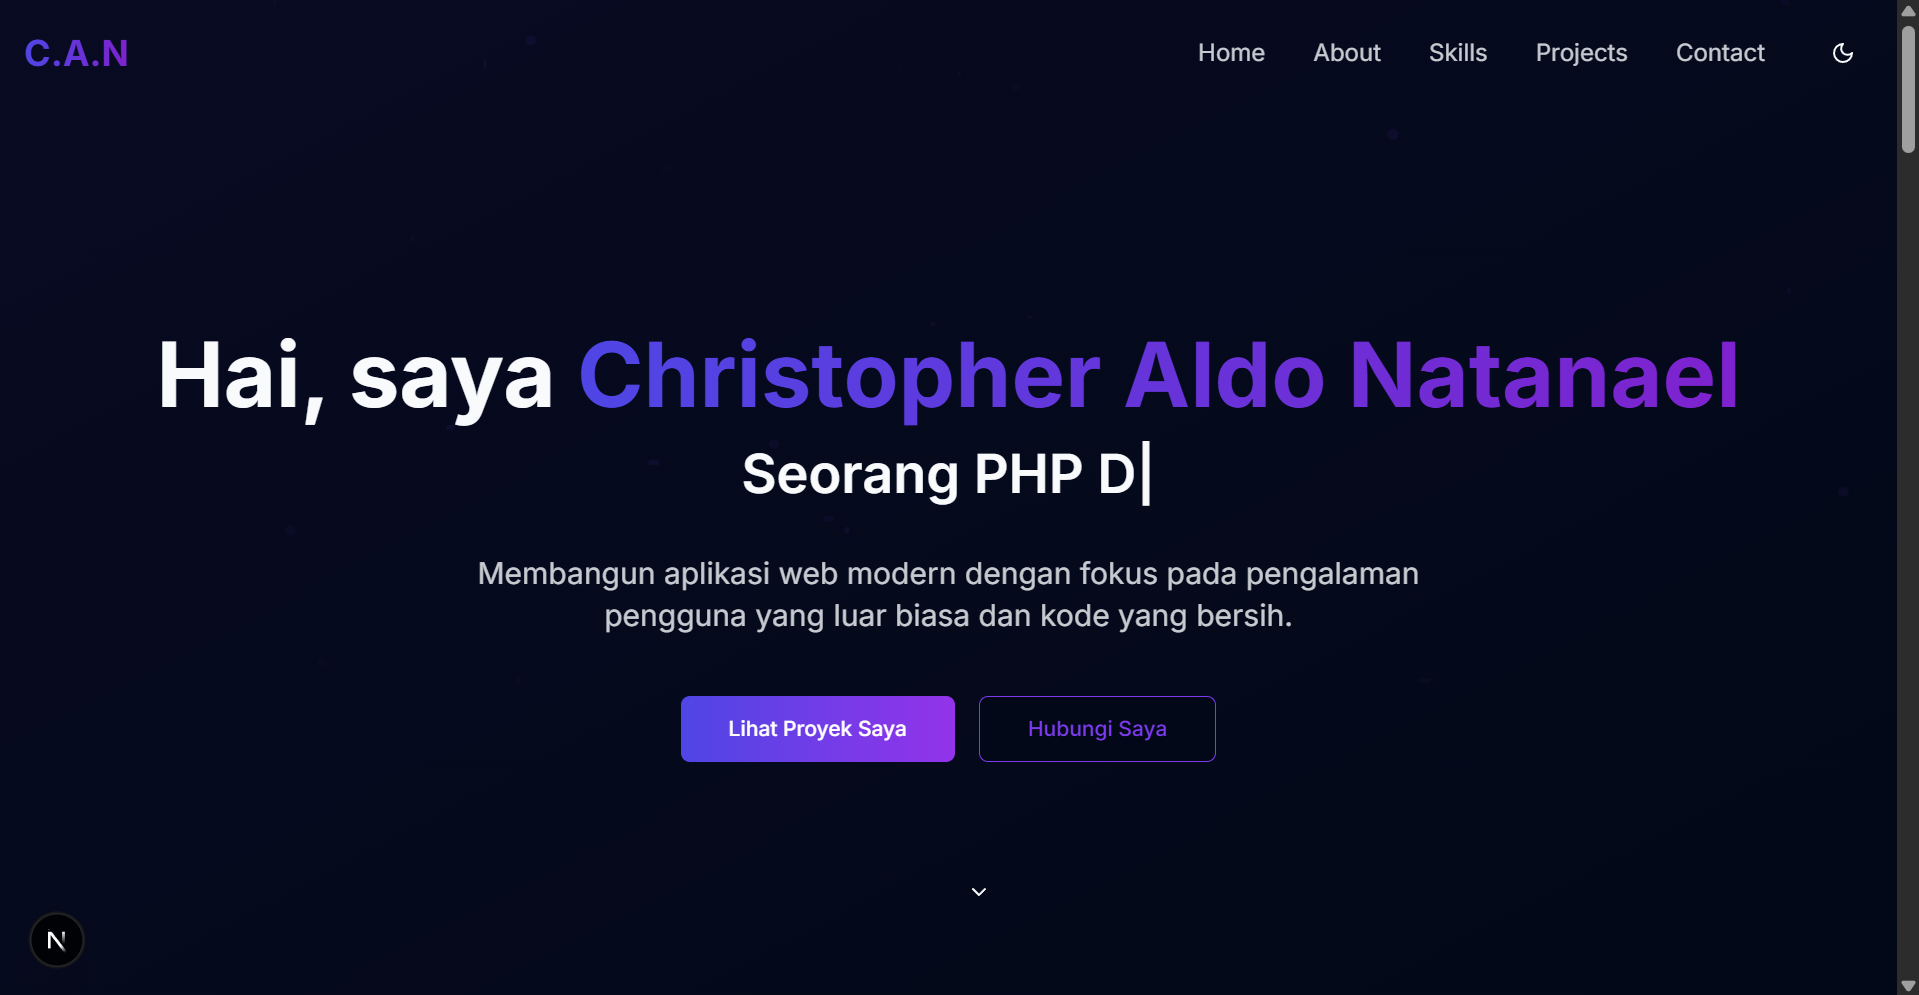 C.A.N
Home
About
Skills
Projects
Contact
Hai, saya Christopher Aldo Natanael
Seorang PHP D|
Membangun aplikasi web modern dengan fokus pada pengalaman
pengguna yang luar biasa dan kode yang bersih.
Lihat Proyek Saya
Hubungi Saya
N